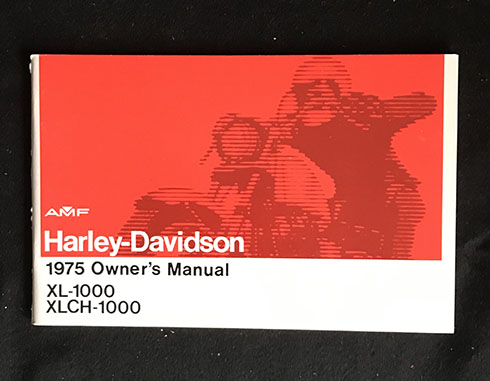 AMF
Harley-Davidson
1975 Owner's Manual
XL-1000
XLCH-1000